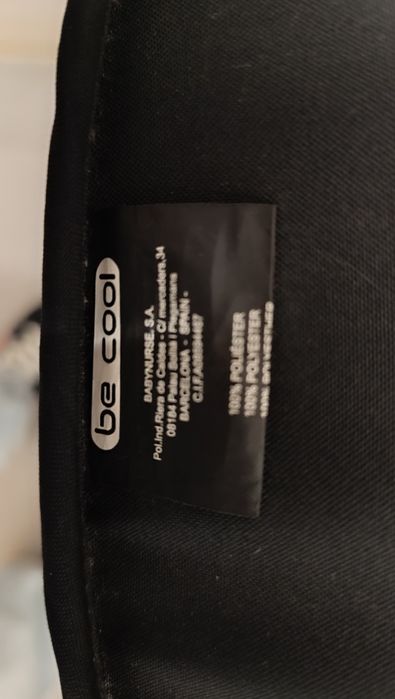 be cool
BABYNURSE, S.A.
Pol.Ind.Riera de Caldes - C/ mercaders.34
08184 Palau Solità i Plegamans
BARCELONA - SPAIN -
100% POLIÉSTER
100% POLYESTER